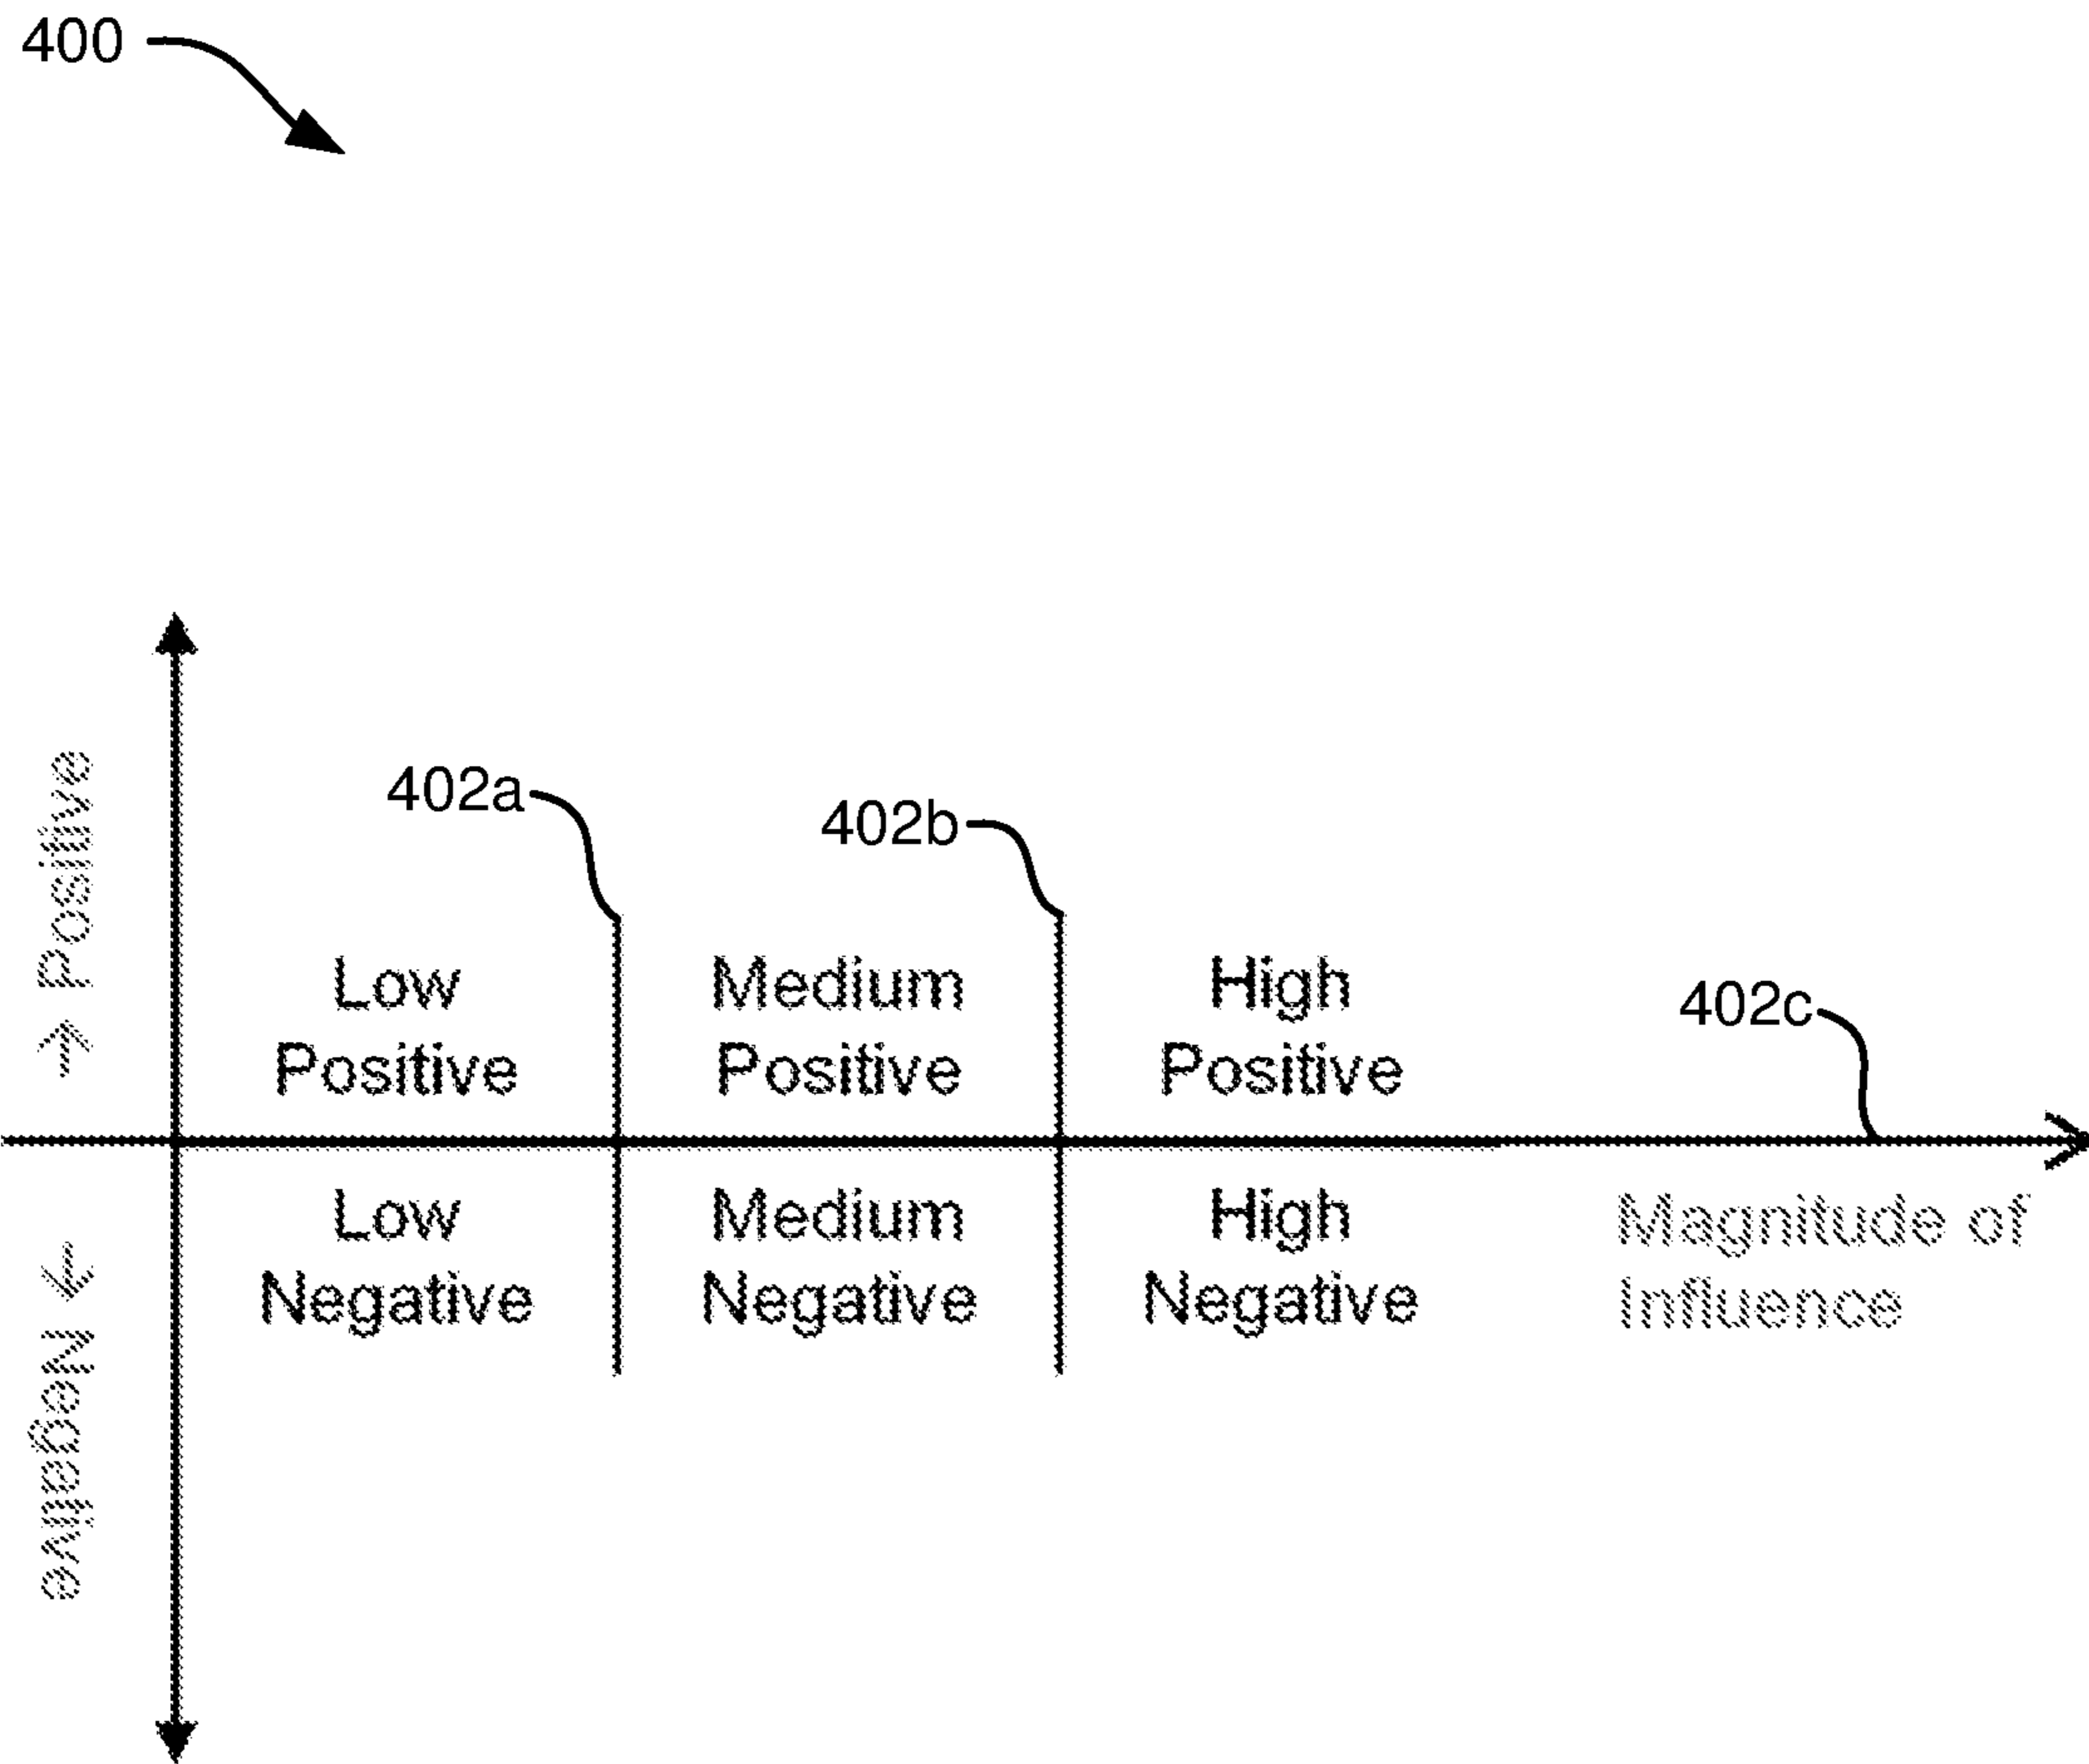 400
Positive
402a
402b
Low
Positive
Medium
Positive
High
Positive
402c
Low
Negative
Medium
Negative
High
Negative
Magnitude of
Influence
Negative